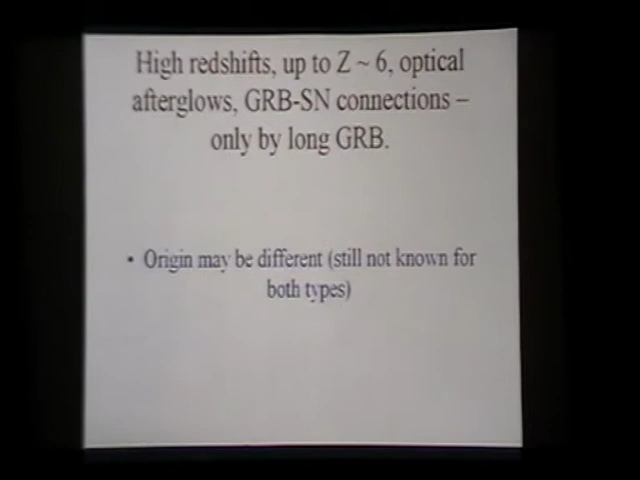 High redshifts, up to Z ~ 6, optical
afterglows, GRB-SN connections –
only by long GRB.
• Origin may be different (still not known for
both types)